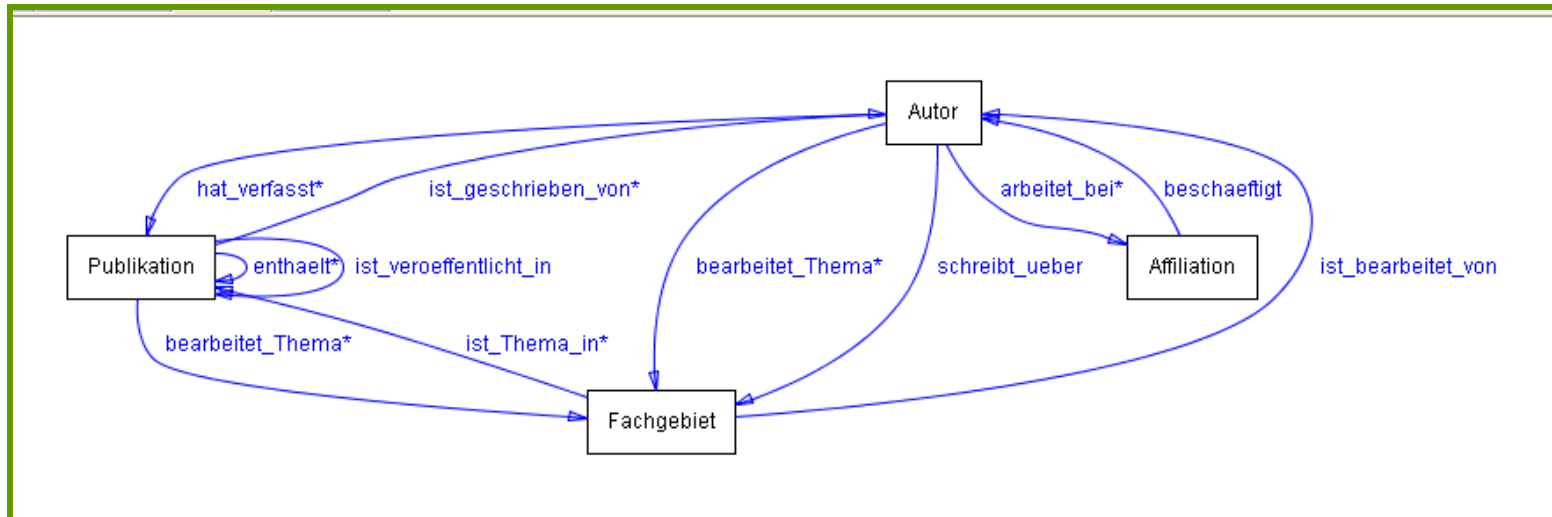 Autor
hat_verfasst*
ist_geschrieben_von*
arbeitet_bei*
beschaeftigt
Publikation
enthaelt*
ist_veroeffentlicht_in
bearbeitet_Thema*
schreibt_ueber
Affiliation
ist_bearbeitet_von
bearbeitet_Thema*
ist_Thema_in*
Fachgebiet